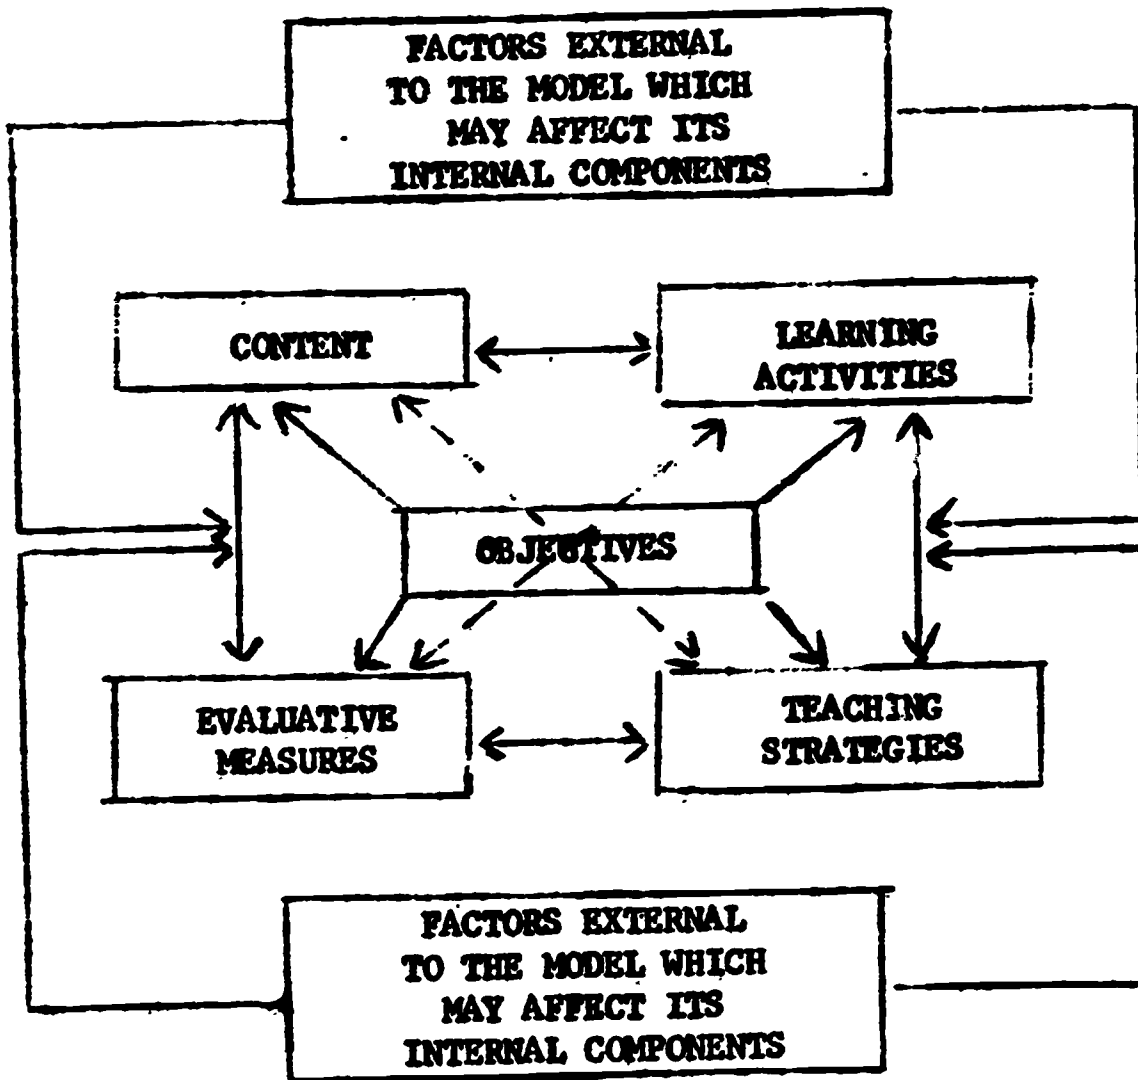 FACTORS EXTERNAL
TO THE MODEL WHICH
MAY AFFECT ITS
INTERNAL COMPONENTS
CONTENT
LEARNING
ACTIVITIES
OBJECTIVES
EVALUATIVE
MEASURES
TEACHING
STRATEGIES
FACTORS EXTERNAL
TO THE MODEL WHICH
MAY AFFECT ITS
INTERNAL COMPONENTS